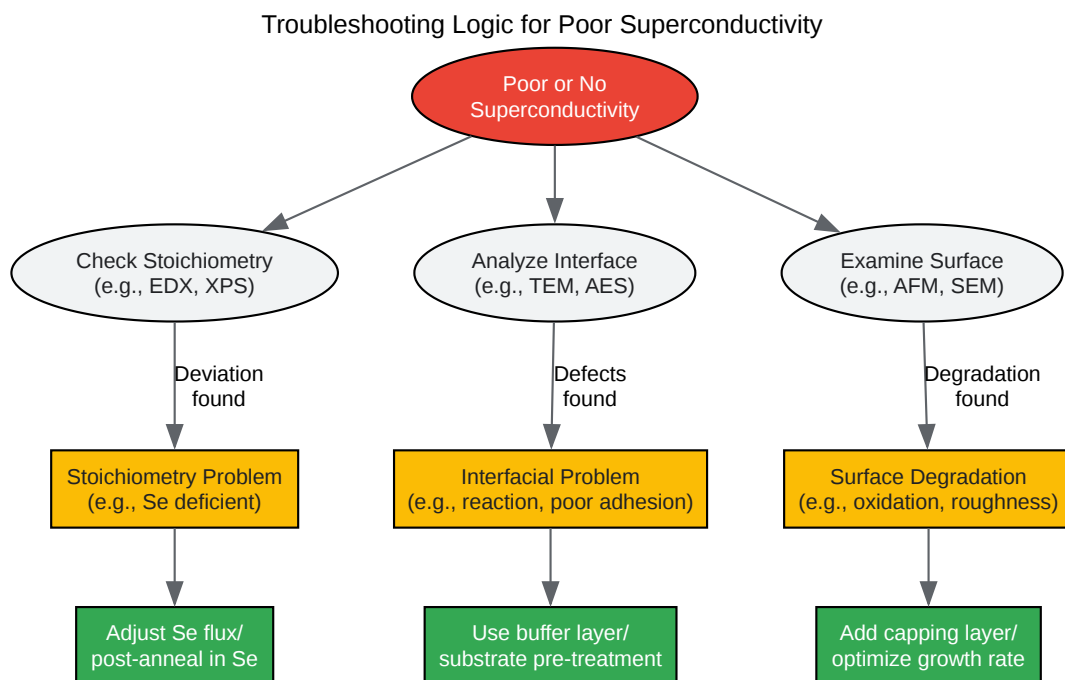 Troubleshooting Logic for Poor Superconductivity
Poor or No
Superconductivity
Check Stoichiometry
(e.g., EDX, XPS)
Analyze Interface
(e.g., TEM, AES)
Examine Surface
(e.g., AFM, SEM)
Deviation
found
Defects
found
Degradation
found
Stoichiometry Problem
(e.g., Se deficient)
Interfacial Problem
(e.g., reaction, poor adhesion)
Surface Degradation
(e.g., oxidation, roughness)
Adjust Se flux/
post-anneal in Se
Use buffer layer/
substrate pre-treatment
Add capping layer/
optimize growth rate